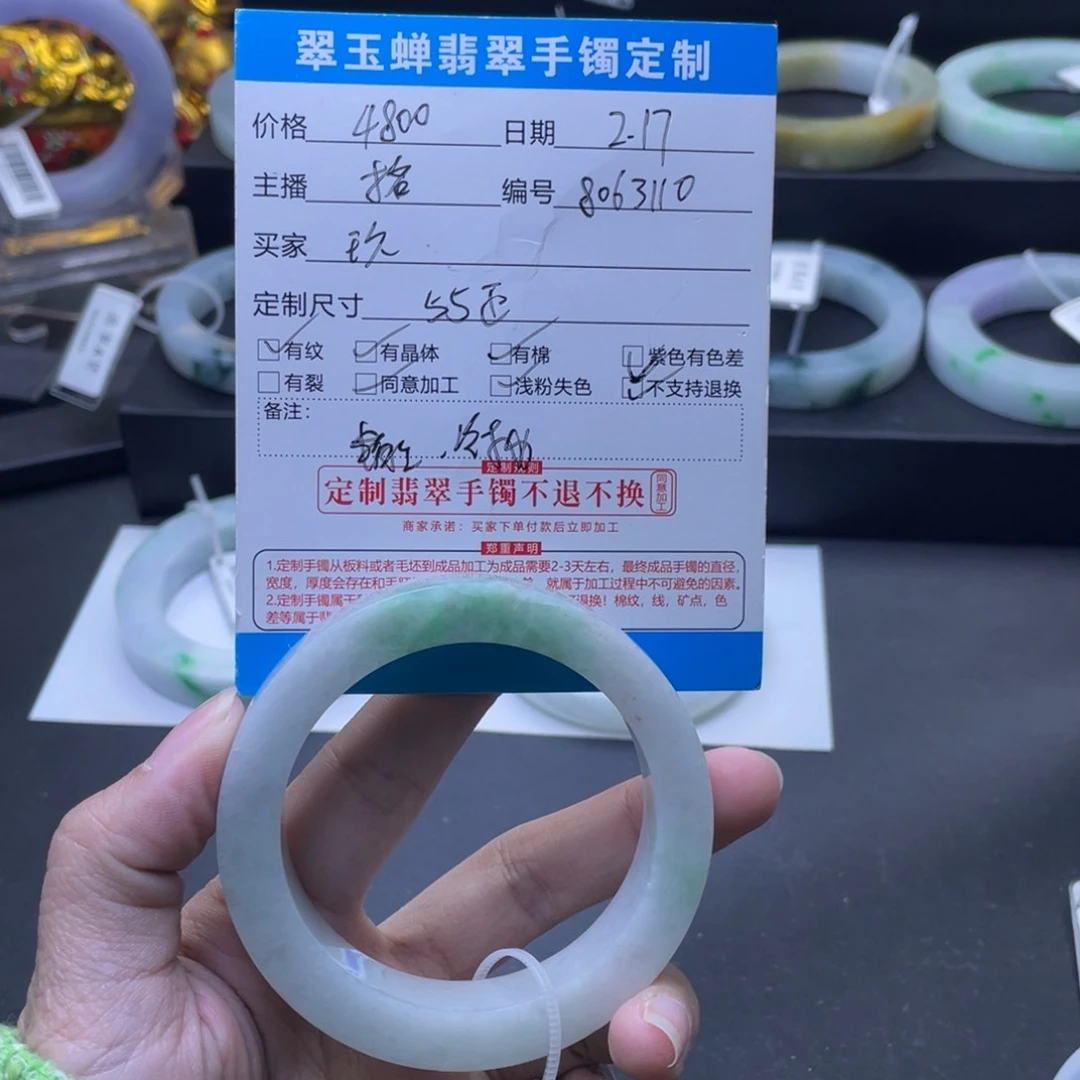 翠玉蝉翡翠手镯定制
价格 4800 日期 2-17
主播 编号 8063110
买家
定制尺寸 55正
有纹 有晶体 有棉 紫色有色差
有裂 同意加工 浅粉失色 不支持退换
备注:
定制规则
定制翡翠手镯不退不换 同意加工
商家承诺:买家下单付款后立即加工
郑重声明
1.定制手镯从板料或者毛坯到成品加工为成品需要2-3天左右,最终成品手镯的直径,
宽度,厚度会存在和手 就属于加工过程中不可避免的因素。
2.定制手镯属于 退换!棉纹,线,矿点,色
差等属于